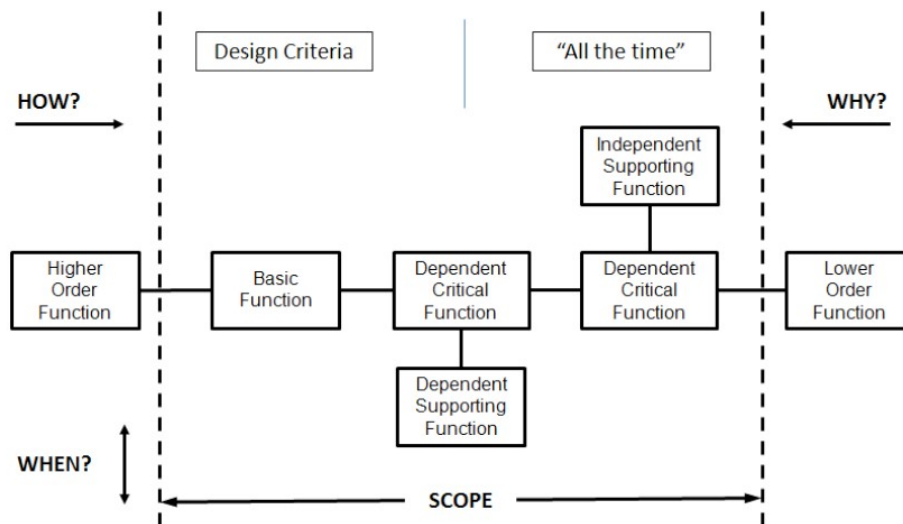 Design Criteria
“All the time”
HOW?
WHY?
Independent
Supporting
Function
Higher
Order
Function
Basic
Function
Dependent
Critical
Function
Dependent
Critical
Function
Lower
Order
Function
Dependent
Supporting
Function
WHEN?
SCOPE